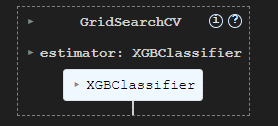 ▸ GridSearchCV i ?
▸ estimator: XGBClassifier
▸ XGBClassifier